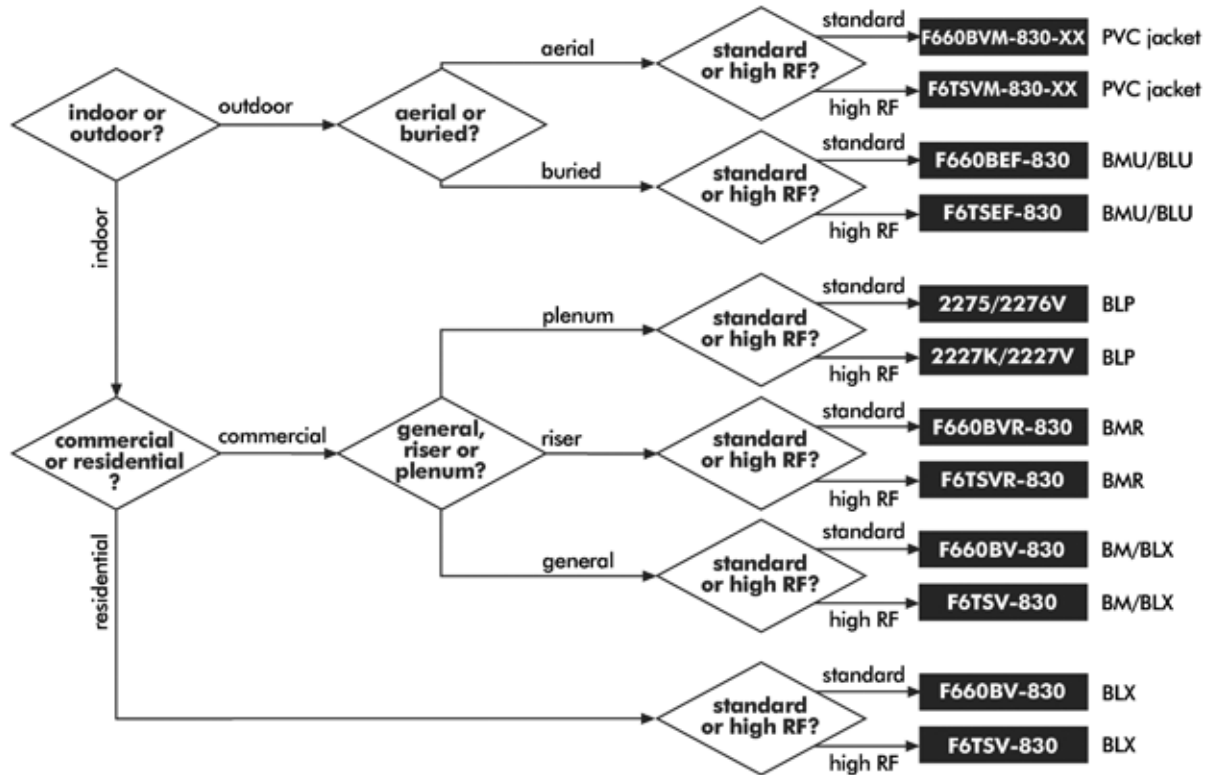 aerial
standard
or high RF?
standard
F660BVM-830-XX PVC jacket
high RF
F6TSVM-830-XX PVC jacket
indoor or
outdoor?
outdoor
aerial or
buried?
buried
standard
or high RF?
standard
F660BEF-830 BMU/BLU
high RF
F6TSEF-830 BMU/BLU
indoor
plenum
standard
or high RF?
standard
2275/2276V BLP
high RF
2227K/2227V BLP
commercial
or residential
?
commercial
general,
riser or
plenum?
riser
standard
or high RF?
standard
F660BVR-830 BMR
high RF
F6TSVR-830 BMR
general
standard
or high RF?
standard
F660BV-830 BM/BLX
high RF
F6TSV-830 BM/BLX
residential
standard
or high RF?
standard
F660BV-830 BLX
high RF
F6TSV-830 BLX